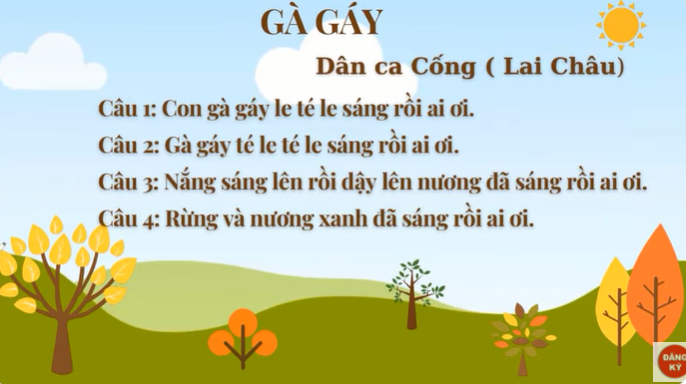 GÀ GÁY
Dân ca Cống ( Lai Châu)
Câu 1: Con gà gáy le té le sáng rồi ai ơi.
Câu 2: Gà gáy té le té le sáng rồi ai ơi.
Câu 3: Nắng sáng lên rồi dậy lên nương đã sáng rồi ai ơi.
Câu 4: Rừng và nương xanh đã sáng rồi ai ơi.
ĐĂNG
KÝ